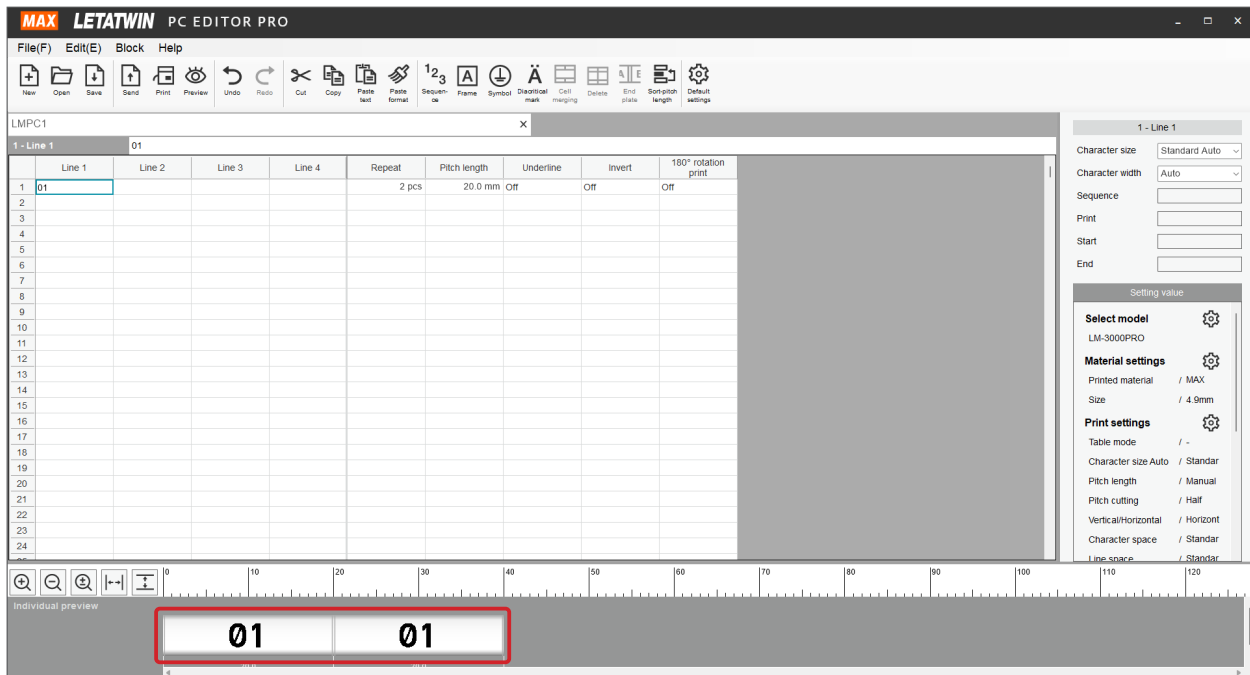 MAX LETATWIN PC EDITOR PRO
File(F) Edit(E) Block Help
New Open Save Send Print Preview Undo Redo Cut Copy Paste text Paste format Sequence Frame Symbol Diacritical mark Cell merging Delete End plate Sort-pitch length Default settings
LMPC1
1 - Line 1 01
Line 1 Line 2 Line 3 Line 4 Repeat Pitch length Underline Invert 180° rotation print
1 01 2 pcs 20.0 mm Off Off Off
2
3
4
5
6
7
8
9
10
11
12
13
14
15
16
17
18
19
20
21
22
23
24
1 - Line 1
Character size Standard Auto
Character width Auto
Sequence
Print
Start
End
Setting value
Select model
LM-3000PRO
Material settings
Printed material / MAX
Size / 4.9mm
Print settings
Table mode / -
Character size Auto / Standar
Pitch length / Manual
Pitch cutting / Half
Vertical/Horizontal / Horizont
Character space / Standar
Line space / Standar
0 10 20 30 40 50 60 70 80 90 100 110 120
Individual preview
01 01